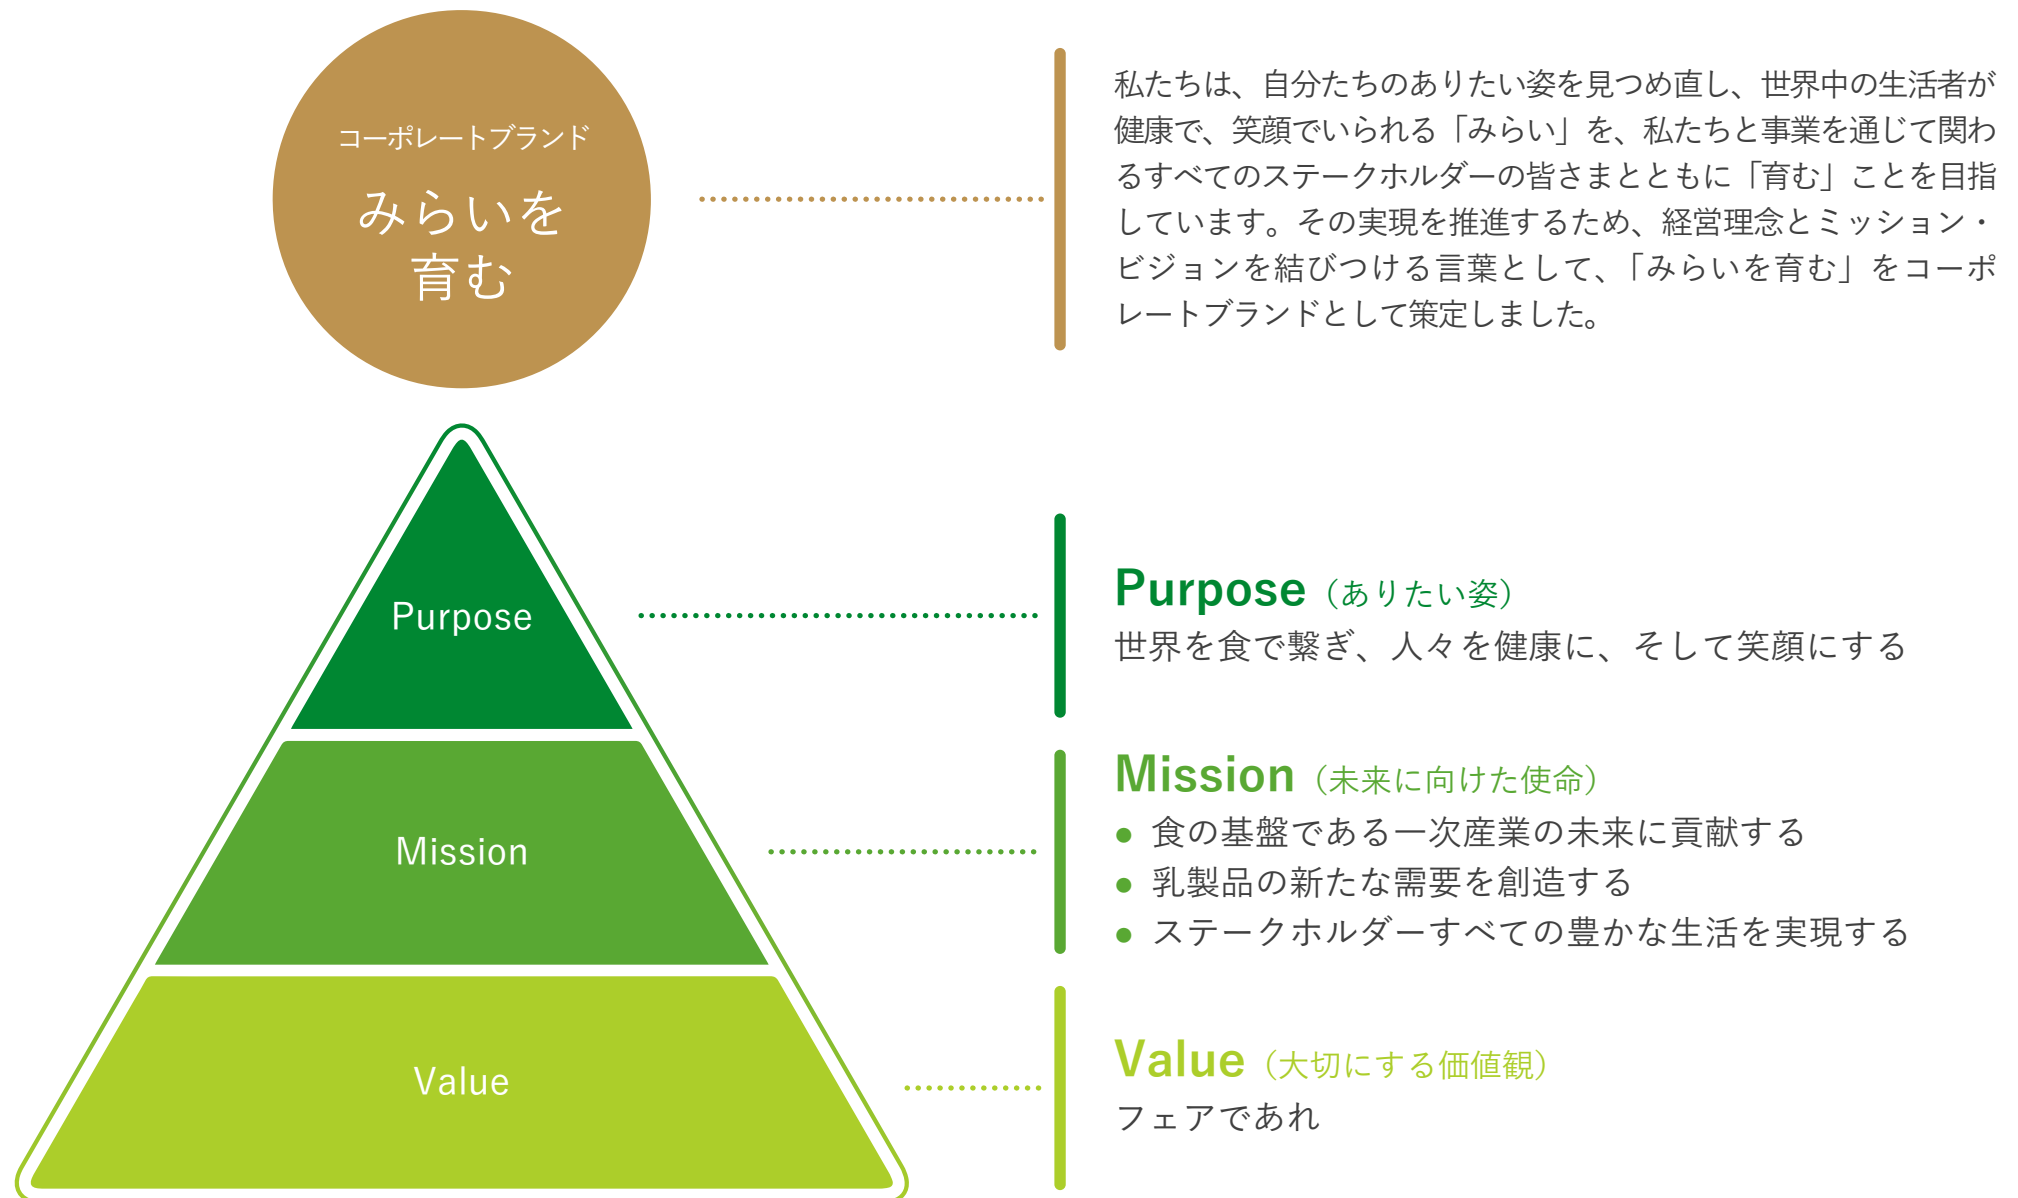 コーポレートブランド
みらいを
育む
私たちは、自分たちのありたい姿を見つめ直し、世界中の生活者が
健康で、笑顔でいられる「みらい」を、私たちと事業を通じて関わ
るすべてのステークホルダーの皆さまとともに「育む」ことを目指
しています。その実現を推進するため、経営理念とミッション・
ビジョンを結びつける言葉として、「みらいを育む」をコーポ
レートブランドとして策定しました。
Purpose
Purpose（ありたい姿）
世界を食で繋ぎ、人々を健康に、そして笑顔にする
Mission
Mission（未来に向けた使命）
● 食の基盤である一次産業の未来に貢献する
● 乳製品の新たな需要を創造する
● ステークホルダーすべての豊かな生活を実現する
Value
Value（大切にする価値観）
フェアであれ